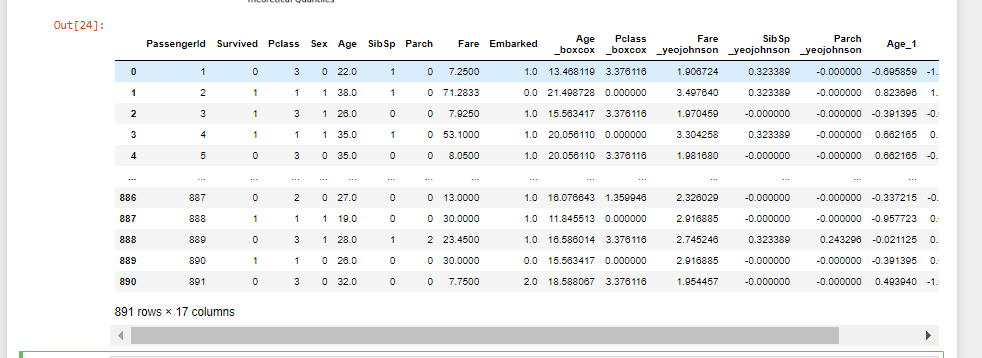 Theoretical Quantiles
Out[24]:
PassengerId Survived Pclass Sex Age SibSp Parch Fare Embarked Age _boxcox Pclass _boxcox Fare _yeojohnson SibSp _yeojohnson Parch _yeojohnson Age_1
0 1 0 3 0 22.0 1 0 7.2500 1.0 13.468119 3.376116 1.906724 0.323389 -0.000000 -0.695859 -1.
1 2 1 1 1 38.0 1 0 71.2833 0.0 21.498728 0.000000 3.497640 0.323389 -0.000000 0.823696 1.
2 3 1 3 1 26.0 0 0 7.9250 1.0 15.563417 3.376116 1.970459 -0.000000 -0.000000 -0.391395 -0.
3 4 1 1 1 35.0 1 0 53.1000 1.0 20.056110 0.000000 3.304258 0.323389 -0.000000 0.662165 0.
4 5 0 3 0 35.0 0 0 8.0500 1.0 20.056110 3.376116 1.981680 -0.000000 -0.000000 0.662165 -0.
... ... ... ... ... ... ... ... ... ... ... ... ... ... ... ...
886 887 0 2 0 27.0 0 0 13.0000 1.0 16.076643 1.359946 2.326029 -0.000000 -0.000000 -0.337215 -0.
887 888 1 1 1 19.0 0 0 30.0000 1.0 11.845513 0.000000 2.916885 -0.000000 -0.000000 -0.957723 0.
888 889 0 3 1 28.0 1 2 23.4500 1.0 16.586014 3.376116 2.745246 0.323389 0.243296 -0.021125 0.
889 890 1 1 0 26.0 0 0 30.0000 0.0 15.563417 0.000000 2.916885 -0.000000 -0.000000 -0.391395 0.
890 891 0 3 0 32.0 0 0 7.7500 2.0 18.588067 3.376116 1.954457 -0.000000 -0.000000 0.493940 -1.
891 rows × 17 columns